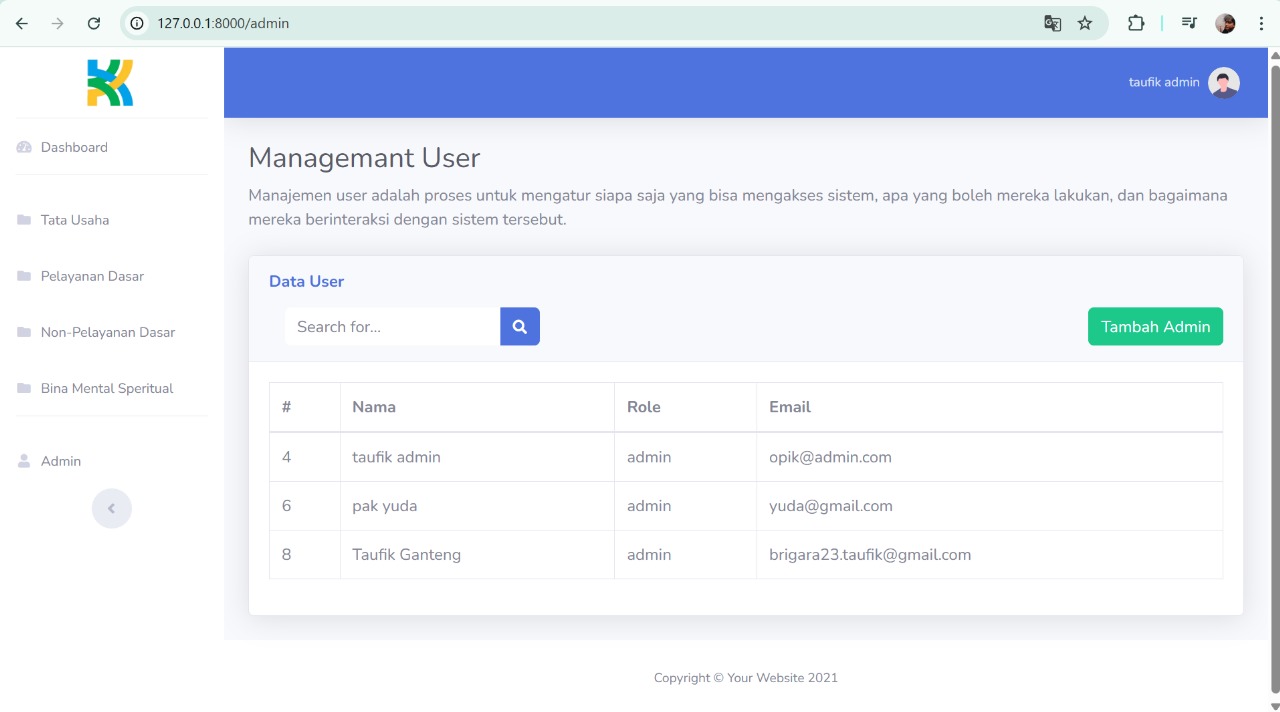 127.0.0.1:8000/admin
taufik admin
Dashboard
Tata Usaha
Pelayanan Dasar
Non-Pelayanan Dasar
Bina Mental Speritual
Admin
Managemant User
Manajemen user adalah proses untuk mengatur siapa saja yang bisa mengakses sistem, apa yang boleh mereka lakukan, dan bagaimana
mereka berinteraksi dengan sistem tersebut.
Data User
Search for... Tambah Admin
# Nama Role Email
4 taufik admin admin opik@admin.com
6 pak yuda admin yuda@gmail.com
8 Taufik Ganteng admin brigara23.taufik@gmail.com
Copyright © Your Website 2021